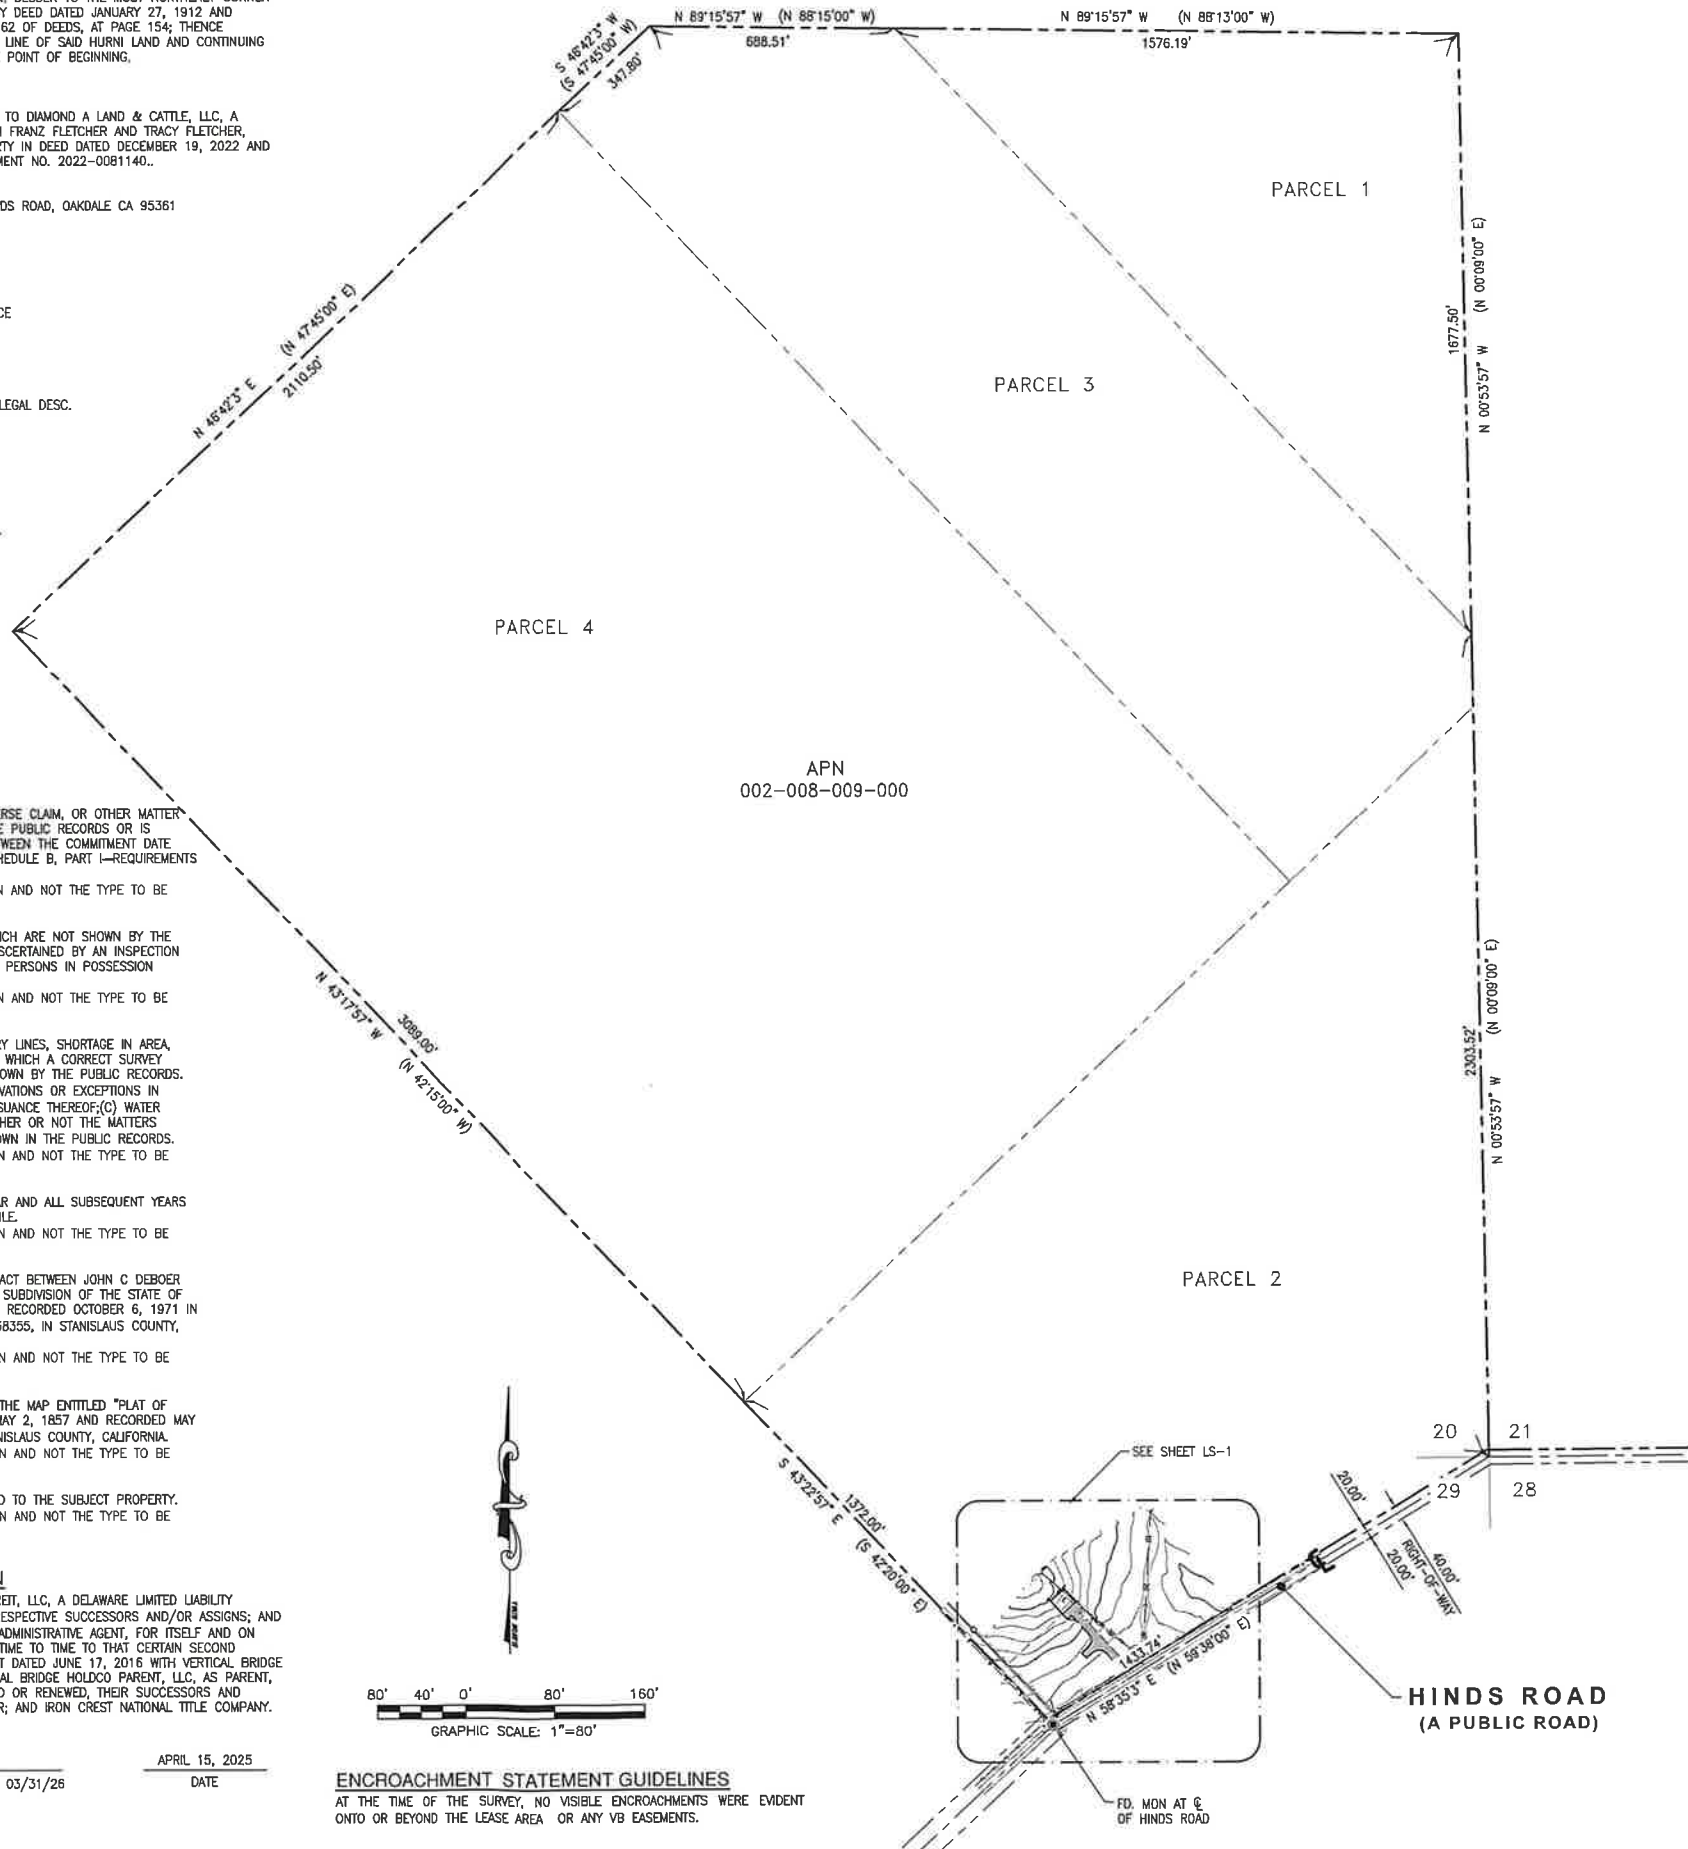 Y DEED DATED JANUARY 27, 1912 AND
62 OF DEEDS, AT PAGE 154; THENCE
LINE OF SAID HURNI LAND AND CONTINUING
POINT OF BEGINNING.
TO DIAMOND A LAND & CATTLE, LLC, A
FRANZ FLETCHER AND TRACY FLETCHER,
TY IN DEED DATED DECEMBER 19, 2022 AND
MENT NO. 2022-0081140..
DS ROAD, OAKDALE CA 95361
CE
LEGAL DESC.
ERSE CLAIM, OR OTHER MATTER
E PUBLIC RECORDS OR IS
TWEEN THE COMMITMENT DATE
HEDULE B, PART I—REQUIREMENTS
N AND NOT THE TYPE TO BE
ICH ARE NOT SHOWN BY THE
SCERTAINED BY AN INSPECTION
PERSONS IN POSSESSION
N AND NOT THE TYPE TO BE
RY LINES, SHORTAGE IN AREA,
WHICH A CORRECT SURVEY
OWN BY THE PUBLIC RECORDS.
VATIONS OR EXCEPTIONS IN
SUANCE THEREOF;(C) WATER
HER OR NOT THE MATTERS
OWN IN THE PUBLIC RECORDS.
N AND NOT THE TYPE TO BE
R AND ALL SUBSEQUENT YEARS
LE.
N AND NOT THE TYPE TO BE
ACT BETWEEN JOHN C DEBOER
SUBDIVISION OF THE STATE OF
RECORDED OCTOBER 6, 1971 IN
68355, IN STANISLAUS COUNTY,
N AND NOT THE TYPE TO BE
THE MAP ENTITLED "PLAT OF
MAY 2, 1857 AND RECORDED MAY
NISLAUS COUNTY, CALIFORNIA.
N AND NOT THE TYPE TO BE
D TO THE SUBJECT PROPERTY.
N AND NOT THE TYPE TO BE
N
REIT, LLC, A DELAWARE LIMITED LIABILITY
ESPECTIVE SUCCESSORS AND/OR ASSIGNS; AND
ADMINISTRATIVE AGENT, FOR ITSELF AND ON
TIME TO TIME TO THAT CERTAIN SECOND
T DATED JUNE 17, 2016 WITH VERTICAL BRIDGE
AL BRIDGE HOLDCO PARENT, LLC, AS PARENT,
D OR RENEWED, THEIR SUCCESSORS AND
R; AND IRON CREST NATIONAL TITLE COMPANY.
APRIL 15, 2025
03/31/26
DATE
N 89°15'57" W (N 88°15'00" W)
688.51'
N 89°15'57" W (N 88°13'00" W)
1576.19'
S 46°42'3" W
(S 47°45'00" W)
347.80'
PARCEL 1
N 00°53'57" W (N 00°09'00" E)
1677.50'
(N 47°45'00" E)
N 46°42'3" E
2110.50'
PARCEL 3
PARCEL 4
APN
002-008-009-000
N 43°17'57" W
3089.00'
(N 42°15'00" W)
N 00°53'57" W (N 00°09'00" E)
2303.52'
PARCEL 2
20
21
29
28
SEE SHEET LS-1
S 43°22'57" E
1372.00'
(S 42°20'00" E)
1433.74'
N 58°35'3" E (N 59°38'00" E)
20.00'
20.00'
40.00'
RIGHT-OF-WAY
HINDS ROAD
(A PUBLIC ROAD)
FD. MON AT ℄
OF HINDS ROAD
80' 40' 0' 80' 160'
GRAPHIC SCALE: 1"=80'
ENCROACHMENT STATEMENT GUIDELINES
AT THE TIME OF THE SURVEY, NO VISIBLE ENCROACHMENTS WERE EVIDENT
ONTO OR BEYOND THE LEASE AREA OR ANY VB EASEMENTS.